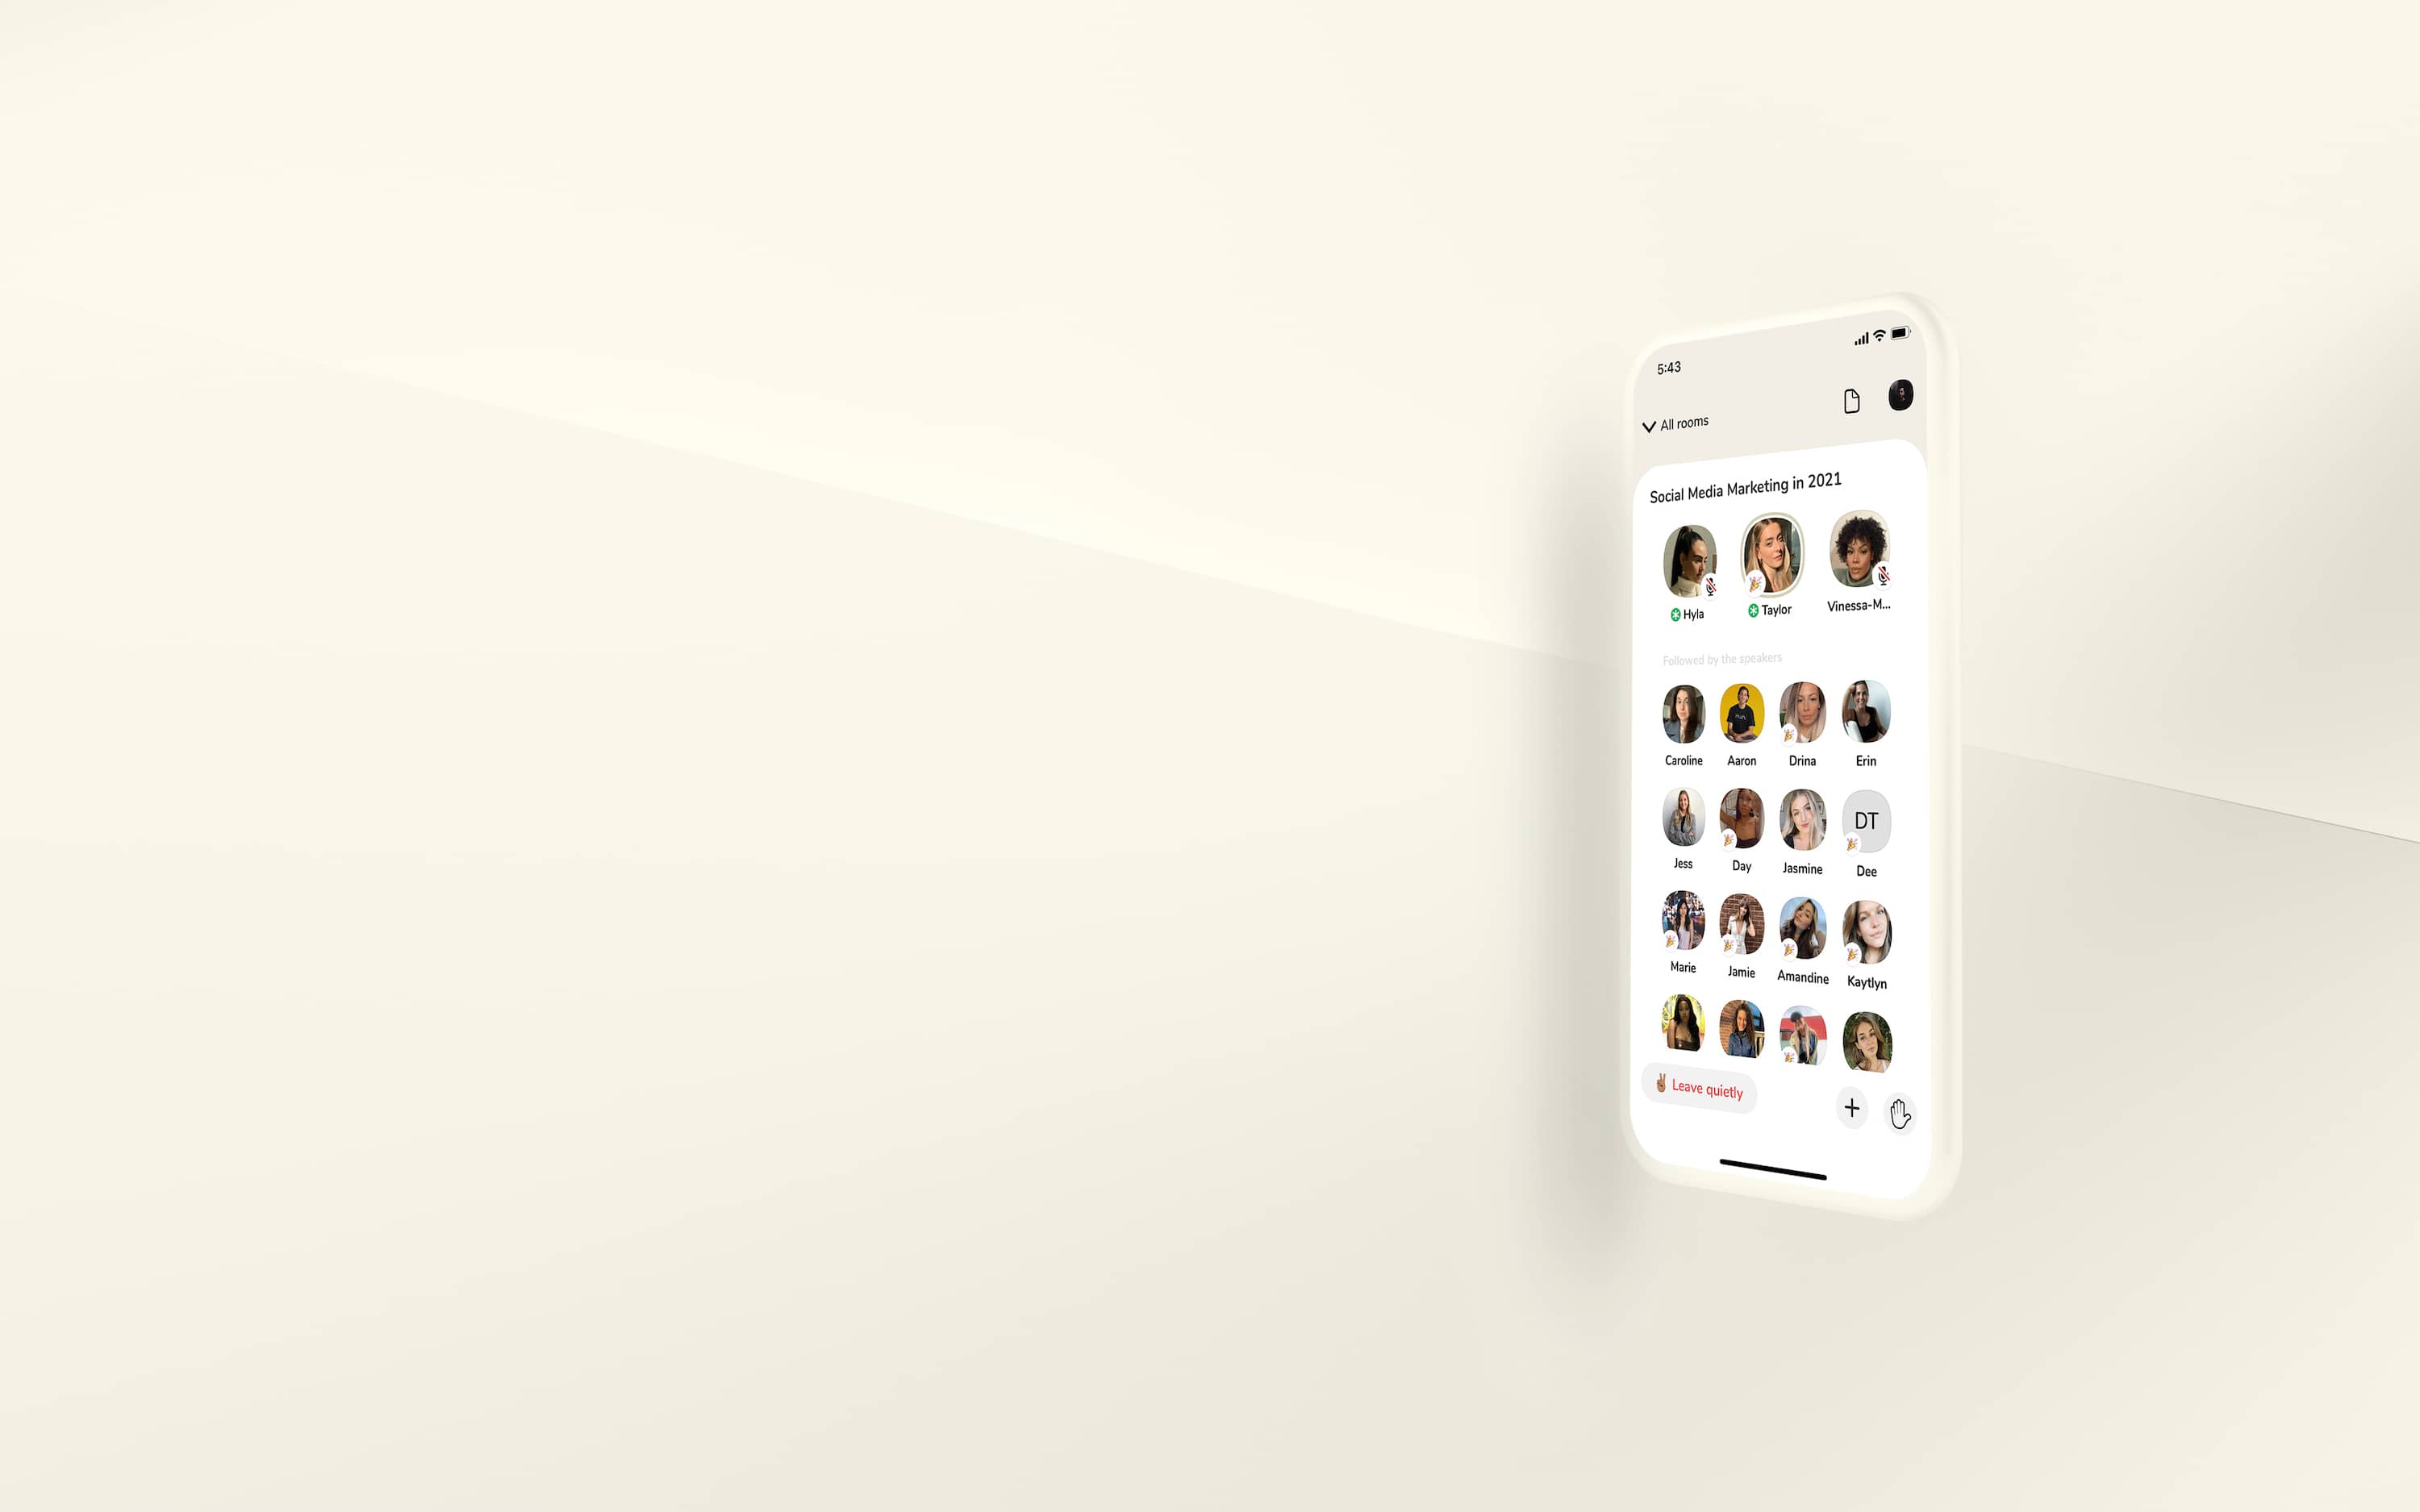 5:43
All rooms
Social Media Marketing in 2021
Hyla Taylor Vinessa-M...
Followed by the speakers
Caroline Aaron Drina Erin
DT
Jess Day Jasmine Dee
Marie Jamie Amandine Kaytlyn
Leave quietly